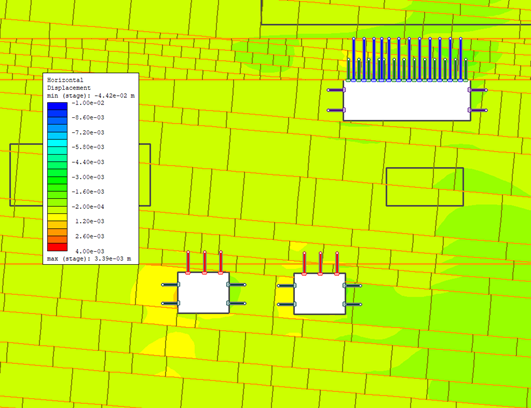 Horizontal
Displacement
min (stage): -4.42e-02 m
-1.00e-02
-8.60e-03
-7.20e-03
-5.80e-03
-4.40e-03
-3.00e-03
-1.60e-03
-2.00e-04
1.20e-03
2.60e-03
4.00e-03
max (stage): 3.39e-03 m